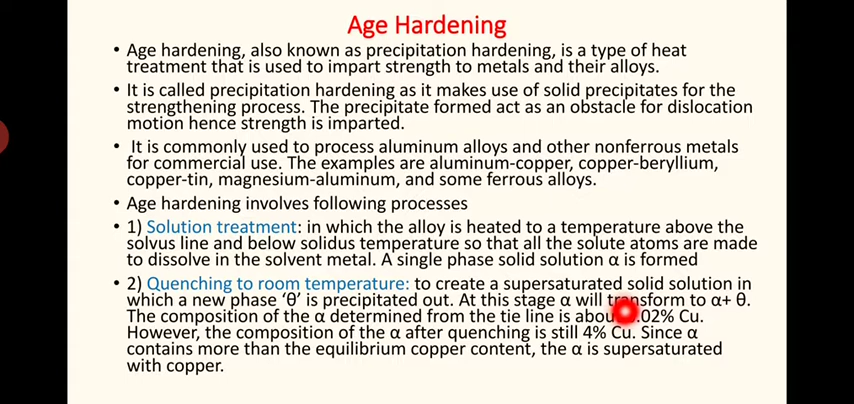 Age Hardening
• Age hardening, also known as precipitation hardening, is a type of heat
treatment that is used to impart strength to metals and their alloys.
• It is called precipitation hardening as it makes use of solid precipitates for the
strengthening process. The precipitate formed act as an obstacle for dislocation
motion hence strength is imparted.
• It is commonly used to process aluminum alloys and other nonferrous metals
for commercial use. The examples are aluminum-copper, copper-beryllium,
copper-tin, magnesium-aluminum, and some ferrous alloys.
• Age hardening involves following processes
• 1) Solution treatment: in which the alloy is heated to a temperature above the
solvus line and below solidus temperature so that all the solute atoms are made
to dissolve in the solvent metal. A single phase solid solution α is formed
• 2) Quenching to room temperature: to create a supersaturated solid solution in
which a new phase ‘θ’ is precipitated out. At this stage α will transform to α+ θ.
The composition of the α determined from the tie line is .02% Cu.
However, the composition of the α after quenching is still 4% Cu. Since α
contains more than the equilibrium copper content, the α is supersaturated
with copper.